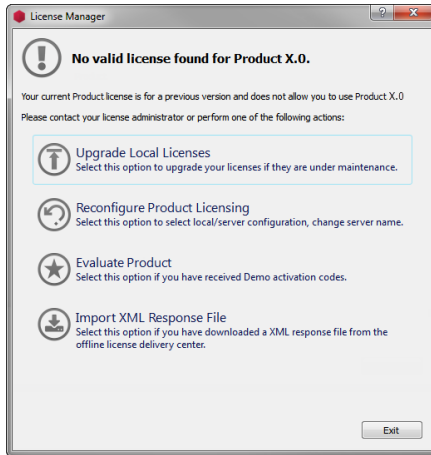 License Manager
?
No valid license found for Product X.0.
Your current Product license is for a previous version and does not allow you to use Product X.0
Please contact your license administrator or perform one of the following actions:
Upgrade Local Licenses
Select this option to upgrade your licenses if they are under maintenance.
Reconfigure Product Licensing
Select this option to select local/server configuration, change server name.
Evaluate Product
Select this option if you have received Demo activation codes.
Import XML Response File
Select this option if you have downloaded a XML response file from the
offline license delivery center.
Exit